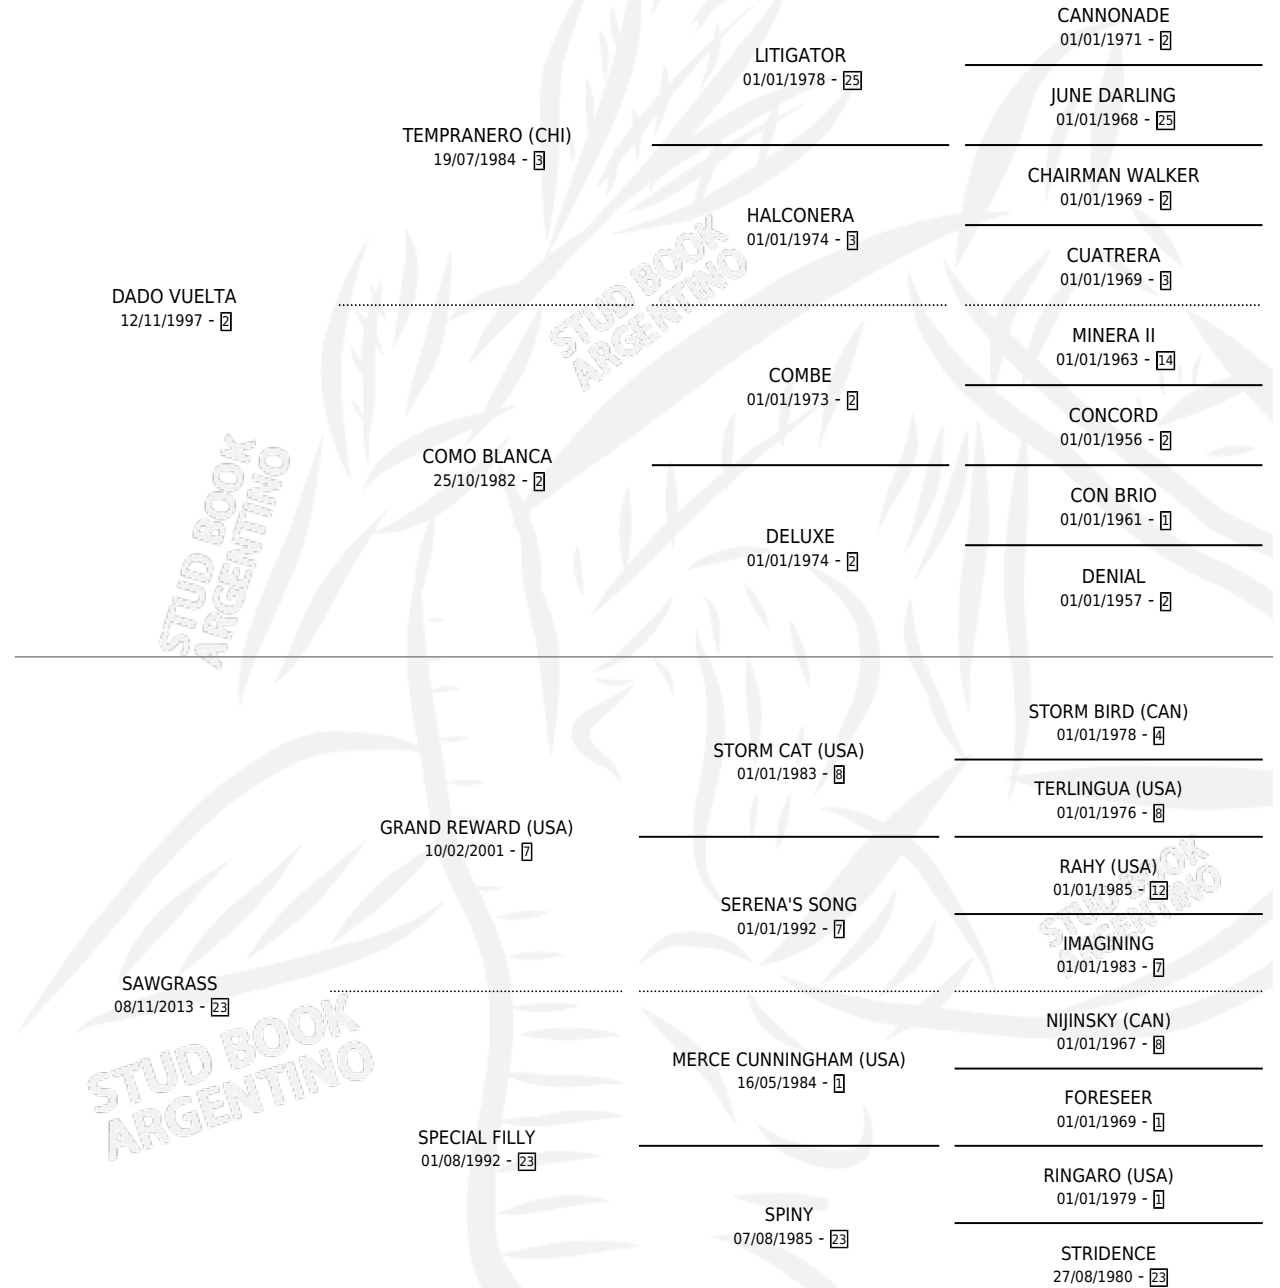 CANNONADE
01/01/1971 - 2
LITIGATOR
01/01/1978 - 25
JUNE DARLING
01/01/1968 - 25
TEMPRANERO (CHI)
19/07/1984 - 3
CHAIRMAN WALKER
01/01/1969 - 2
HALCONERA
01/01/1974 - 3
CUATRERA
01/01/1969 - 3
DADO VUELTA
12/11/1997 - 2
MINERA II
01/01/1963 - 14
COMBE
01/01/1973 - 2
CONCORD
01/01/1956 - 2
COMO BLANCA
25/10/1982 - 2
CON BRIO
01/01/1961 - 1
DELUXE
01/01/1974 - 2
DENIAL
01/01/1957 - 2
STORM BIRD (CAN)
01/01/1978 - 4
STORM CAT (USA)
01/01/1983 - 8
TERLINGUA (USA)
01/01/1976 - 8
GRAND REWARD (USA)
10/02/2001 - 7
RAHY (USA)
01/01/1985 - 12
SERENA'S SONG
01/01/1992 - 7
IMAGINING
01/01/1983 - 7
SAWGRASS
08/11/2013 - 23
NIJINSKY (CAN)
01/01/1967 - 8
MERCE CUNNINGHAM (USA)
16/05/1984 - 1
FORESEER
01/01/1969 - 1
SPECIAL FILLY
01/08/1992 - 23
RINGARO (USA)
01/01/1979 - 1
SPINY
07/08/1985 - 23
STRIDENCE
27/08/1980 - 23
STUD BOOK
ARGENTINO
STUD BOOK
ARGENTINO
STUD BOOK
ARGENTINO
STUD BOOK
ARGENTINO